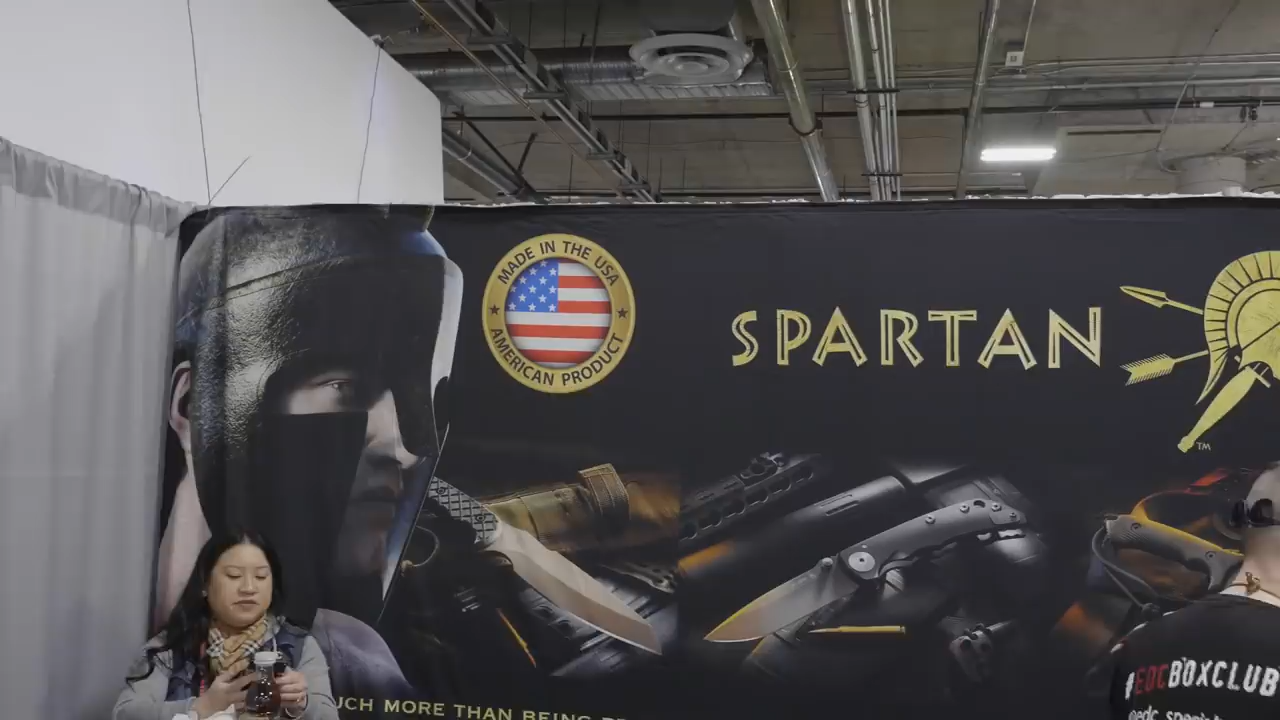 MADE IN THE USA
AMERICAN PRODUCT
SPARTAN
TM
UCH MORE THAN BEING
#EDCBOXCLUB